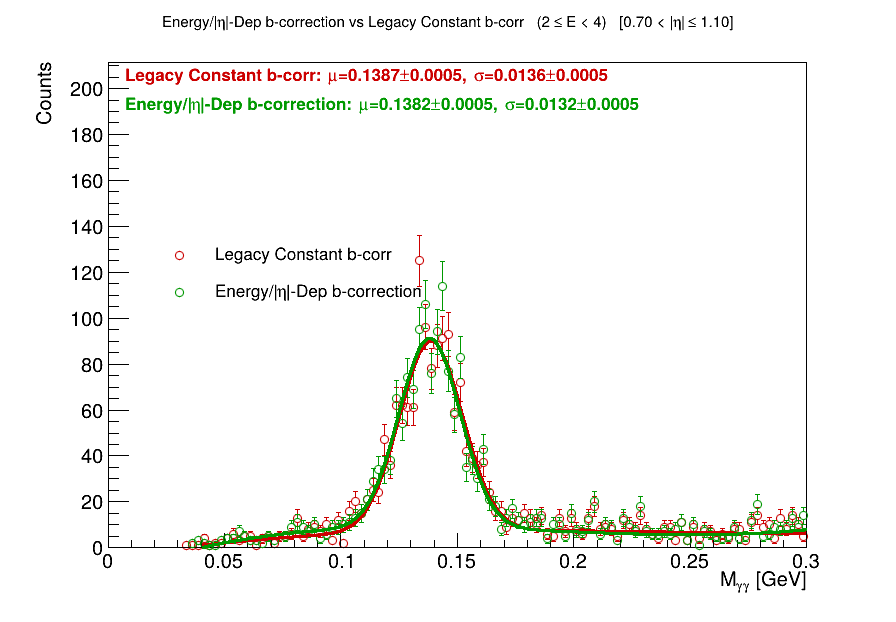 Energy/|η|-Dep b-correction vs Legacy Constant b-corr (2 ≤ E < 4) [0.70 < |η| ≤ 1.10]
Legacy Constant b-corr: μ=0.1387±0.0005, σ=0.0136±0.0005
Energy/|η|-Dep b-correction: μ=0.1382±0.0005, σ=0.0132±0.0005
Counts
200
180
160
140
120
100
80
60
40
20
0
Legacy Constant b-corr
Energy/|η|-Dep b-correction
0 0.05 0.1 0.15 0.2 0.25 0.3
Mγγ [GeV]